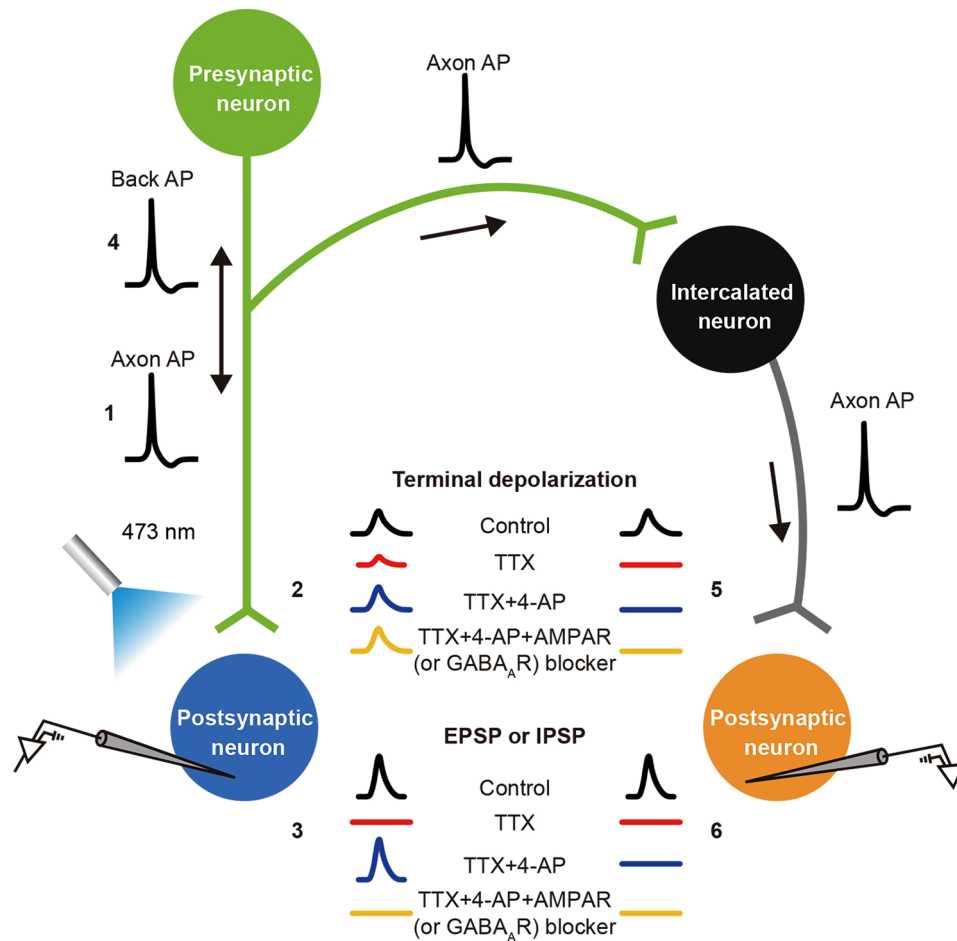 Presynaptic
neuron
Axon AP
Back AP
4
Axon AP
1
Intercalated
neuron
Axon AP
473 nm
Terminal depolarization
Control
TTX
2
5
TTX+4-AP
TTX+4-AP+AMPAR
(or GABA_AR) blocker
Postsynaptic
neuron
Postsynaptic
neuron
EPSP or IPSP
Control
3
TTX
6
TTX+4-AP
TTX+4-AP+AMPAR
(or GABA_AR) blocker